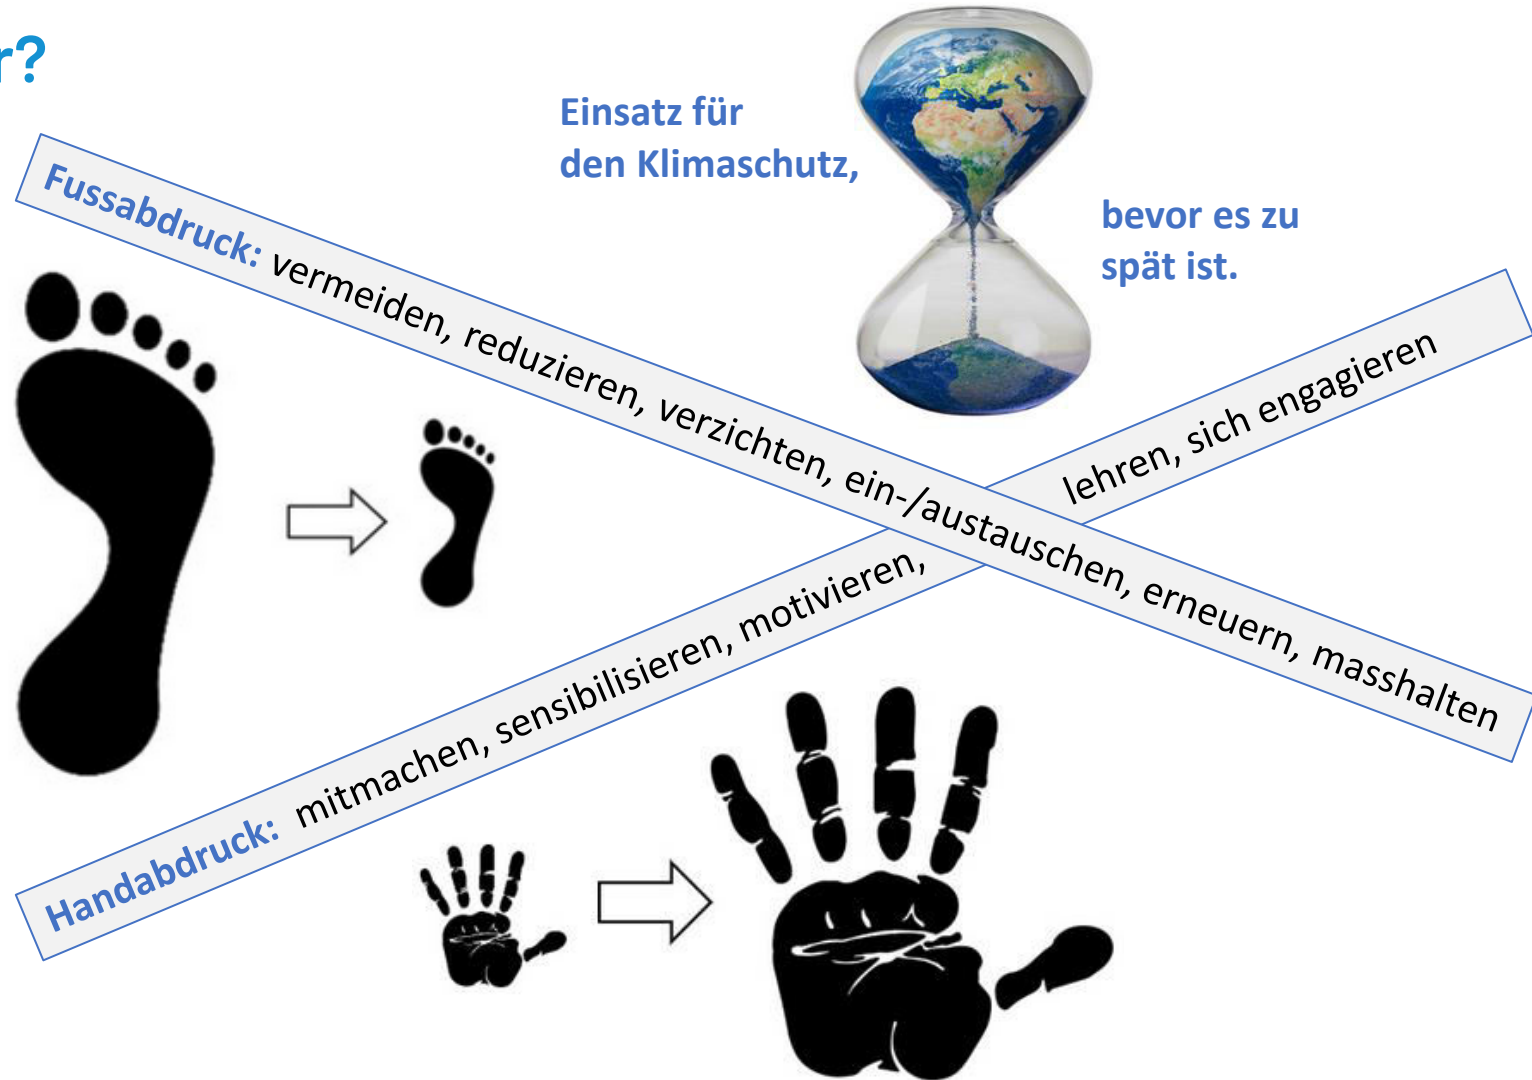 r?
Einsatz für
den Klimaschutz,
bevor es zu
spät ist.
Fussabdruck: vermeiden, reduzieren, verzichten, ein-/austauschen, erneuern, masshalten
Handabdruck: mitmachen, sensibilisieren, motivieren, lehren, sich engagieren